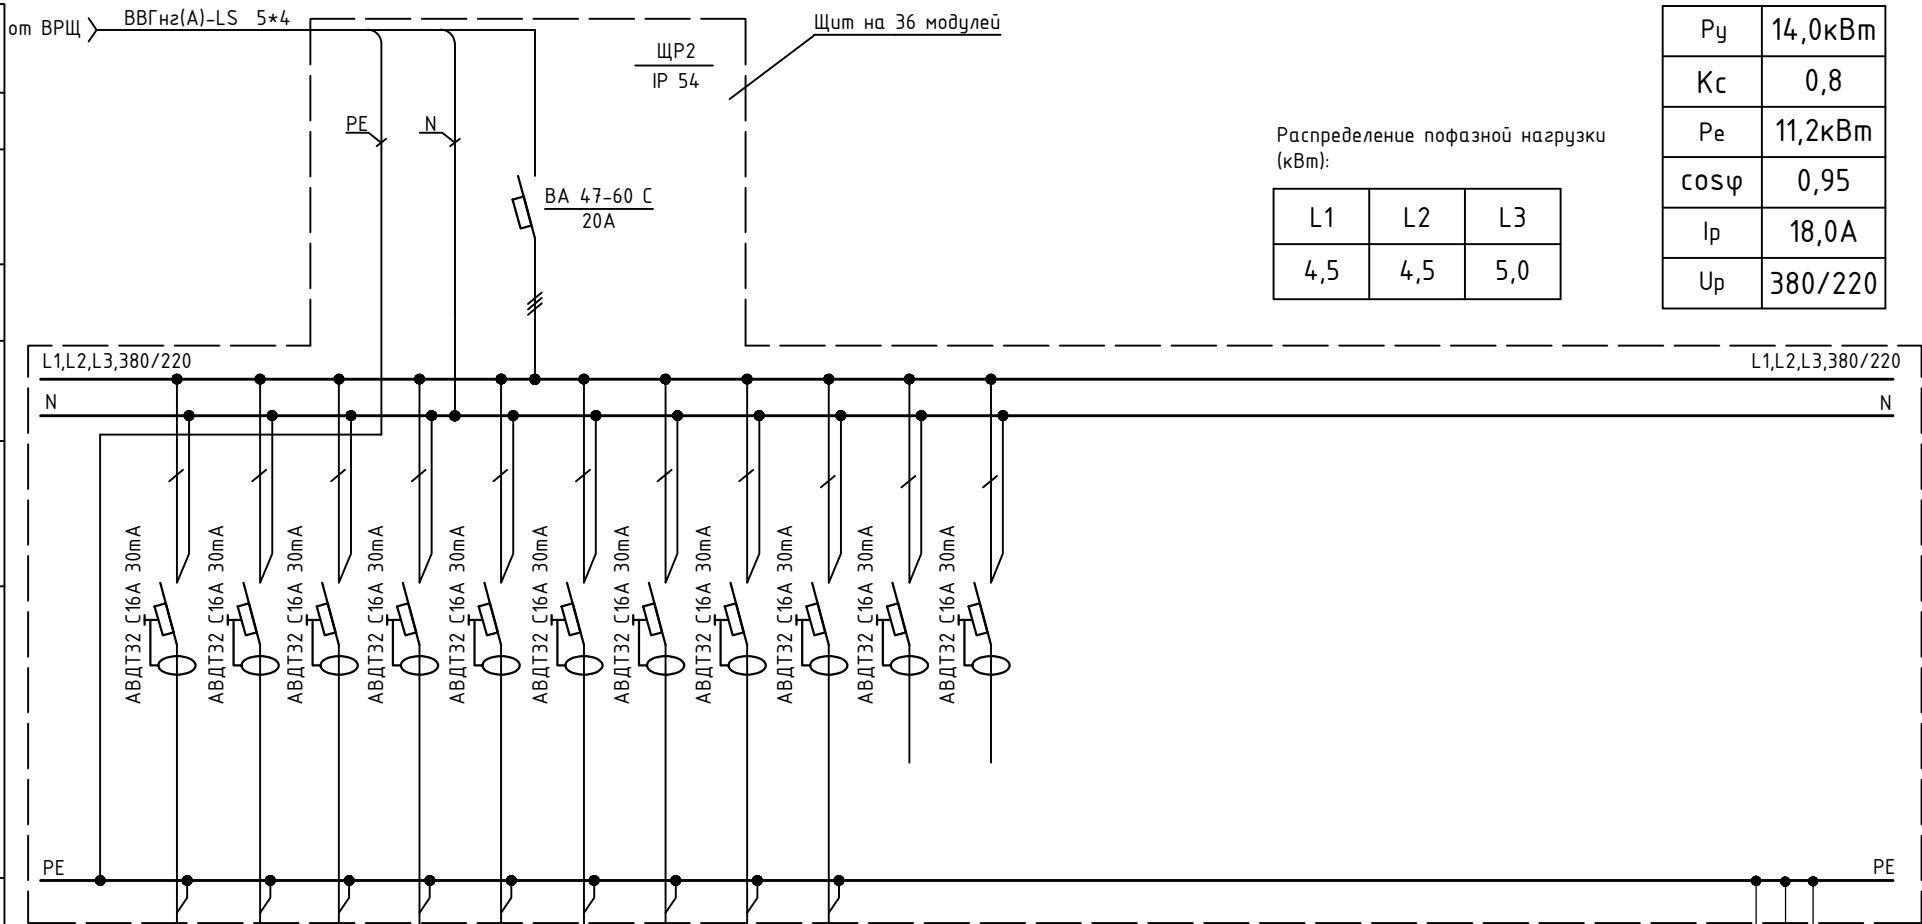 от ВРЩ
ВВГнг(А)-LS 5*4
Щит на 36 модулей
ЩР2
IP 54
PE
N
ВА 47-60 С
20А
Распределение пофазной нагрузки
(кВт):
L1 L2 L3
4,5 4,5 5,0
Ру 14,0кВт
Кс 0,8
Ре 11,2кВт
cosφ 0,95
Iр 18,0А
Uр 380/220
L1,L2,L3,380/220
L1,L2,L3,380/220
N
N
АВДТ32 С16А 30mA
АВДТ32 С16А 30mA
АВДТ32 С16А 30mA
АВДТ32 С16А 30mA
АВДТ32 С16А 30mA
АВДТ32 С16А 30mA
АВДТ32 С16А 30mA
АВДТ32 С16А 30mA
АВДТ32 С16А 30mA
АВДТ32 С16А 30mA
АВДТ32 С16А 30mA
PE
PE